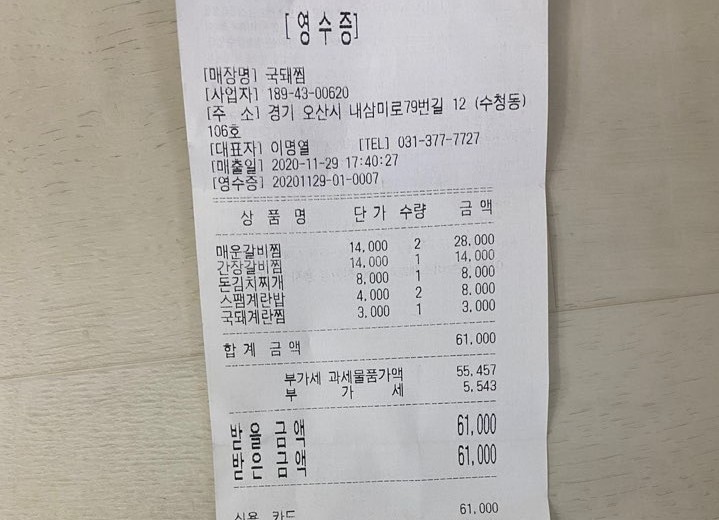 [영수증]
[매장명] 국돼찜
[사업자] 189-43-00620
[주 소] 경기 오산시 내삼미로79번길 12 (수청동)
106호
[대표자] 이명열 [TEL] 031-377-7727
[매출일] 2020-11-29 17:40:27
[영수증] 20201129-01-0007
상 품 명 단 가 수량 금 액
매운갈비찜 14,000 2 28,000
간장갈비찜 14,000 1 14,000
돈김치찌개 8,000 1 8,000
스팸계란밥 4,000 2 8,000
국돼계란찜 3,000 1 3,000
합 계 금 액 61,000
부가세 과세물품가액 55,457
부 가 세 5,543
받 을 금 액 61,000
받 은 금 액 61,000
신용 카드 61,000